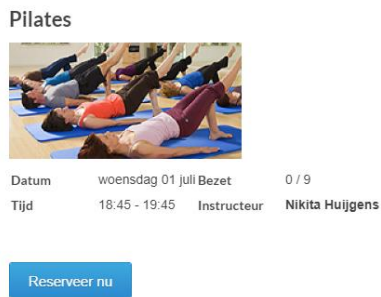 Pilates
Datum woensdag 01 juli Bezet 0 / 9
Tijd 18:45 - 19:45 Instructeur Nikita Huijgens
Reserveer nu